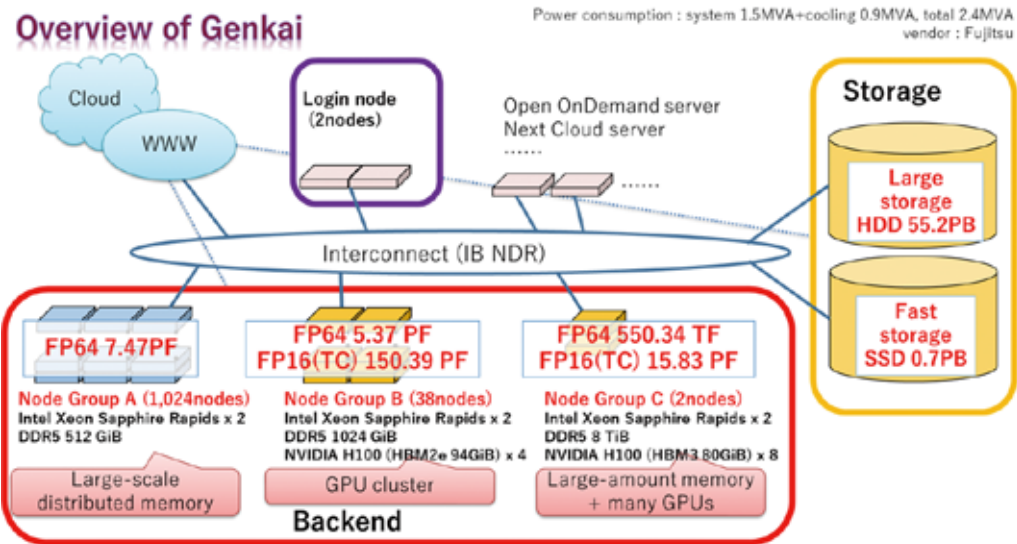 Overview of Genkai
Power consumption : system 1.5MVA+cooling 0.9MVA, total 2.4MVA
vendor : Fujitsu
Cloud
WWW
Login node
(2nodes)
Open OnDemand server
Next Cloud server
......
......
Storage
Large
storage
HDD 55.2PB
Fast
storage
SSD 0.7PB
Interconnect (IB NDR)
FP64 7.47PF
Node Group A (1,024nodes)
Intel Xeon Sapphire Rapids x 2
DDR5 512 GiB
Large-scale
distributed memory
FP64 5.37 PF
FP16(TC) 150.39 PF
Node Group B (38nodes)
Intel Xeon Sapphire Rapids x 2
DDR5 1024 GiB
NVIDIA H100 (HBM2e 94GiB) x 4
GPU cluster
FP64 550.34 TF
FP16(TC) 15.83 PF
Node Group C (2nodes)
Intel Xeon Sapphire Rapids x 2
DDR5 8 TiB
NVIDIA H100 (HBM3 80GiB) x 8
Large-amount memory
+ many GPUs
Backend